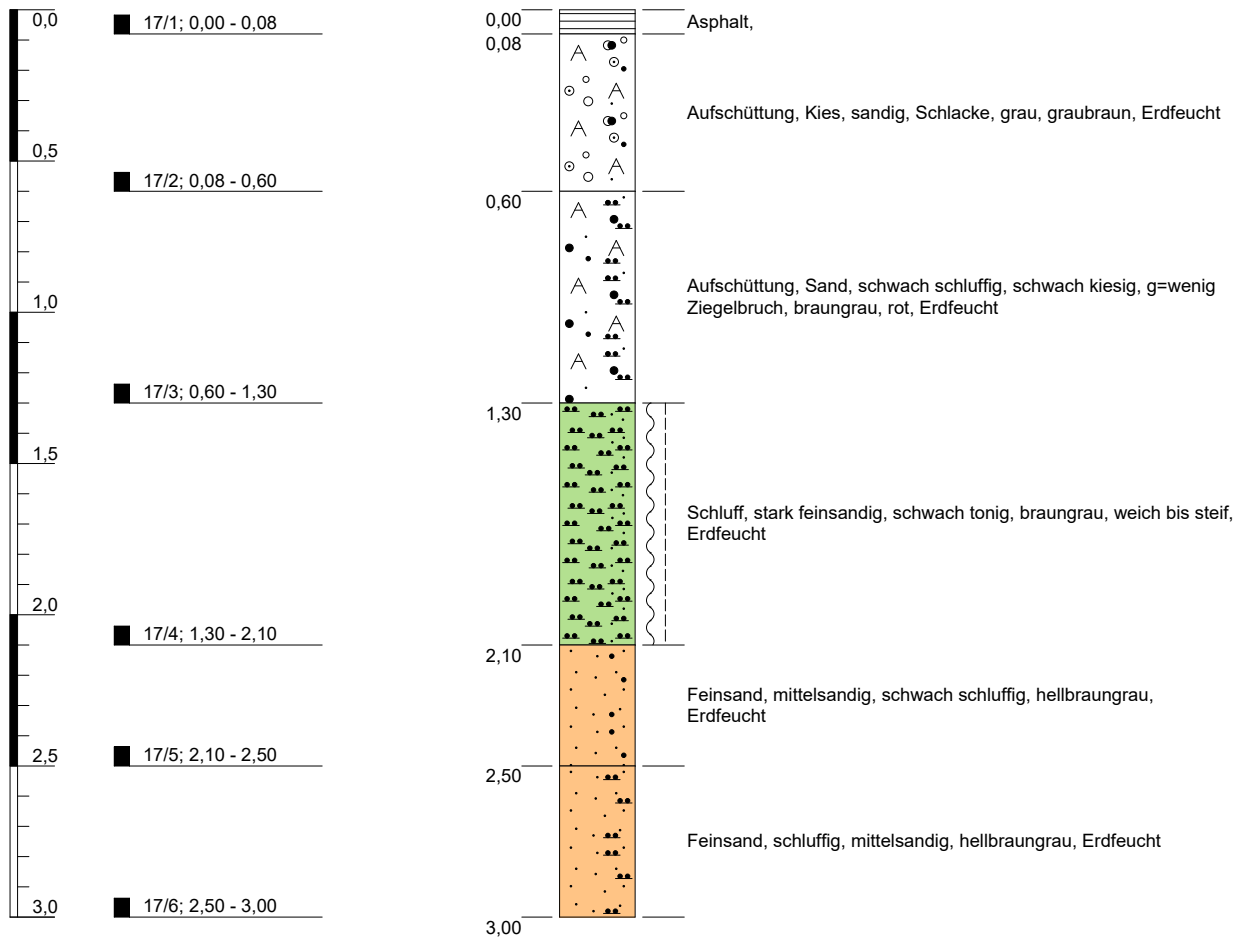 0,0
17/1; 0,00 - 0,08
0,00
Asphalt,
0,08
Aufschüttung, Kies, sandig, Schlacke, grau, graubraun, Erdfeucht
0,5
17/2; 0,08 - 0,60
0,60
Aufschüttung, Sand, schwach schluffig, schwach kiesig, g=wenig
Ziegelbruch, braungrau, rot, Erdfeucht
1,0
17/3; 0,60 - 1,30
1,30
1,5
Schluff, stark feinsandig, schwach tonig, braungrau, weich bis steif,
Erdfeucht
2,0
17/4; 1,30 - 2,10
2,10
Feinsand, mittelsandig, schwach schluffig, hellbraungrau,
Erdfeucht
2,5
17/5; 2,10 - 2,50
2,50
Feinsand, schluffig, mittelsandig, hellbraungrau, Erdfeucht
3,0
17/6; 2,50 - 3,00
3,00